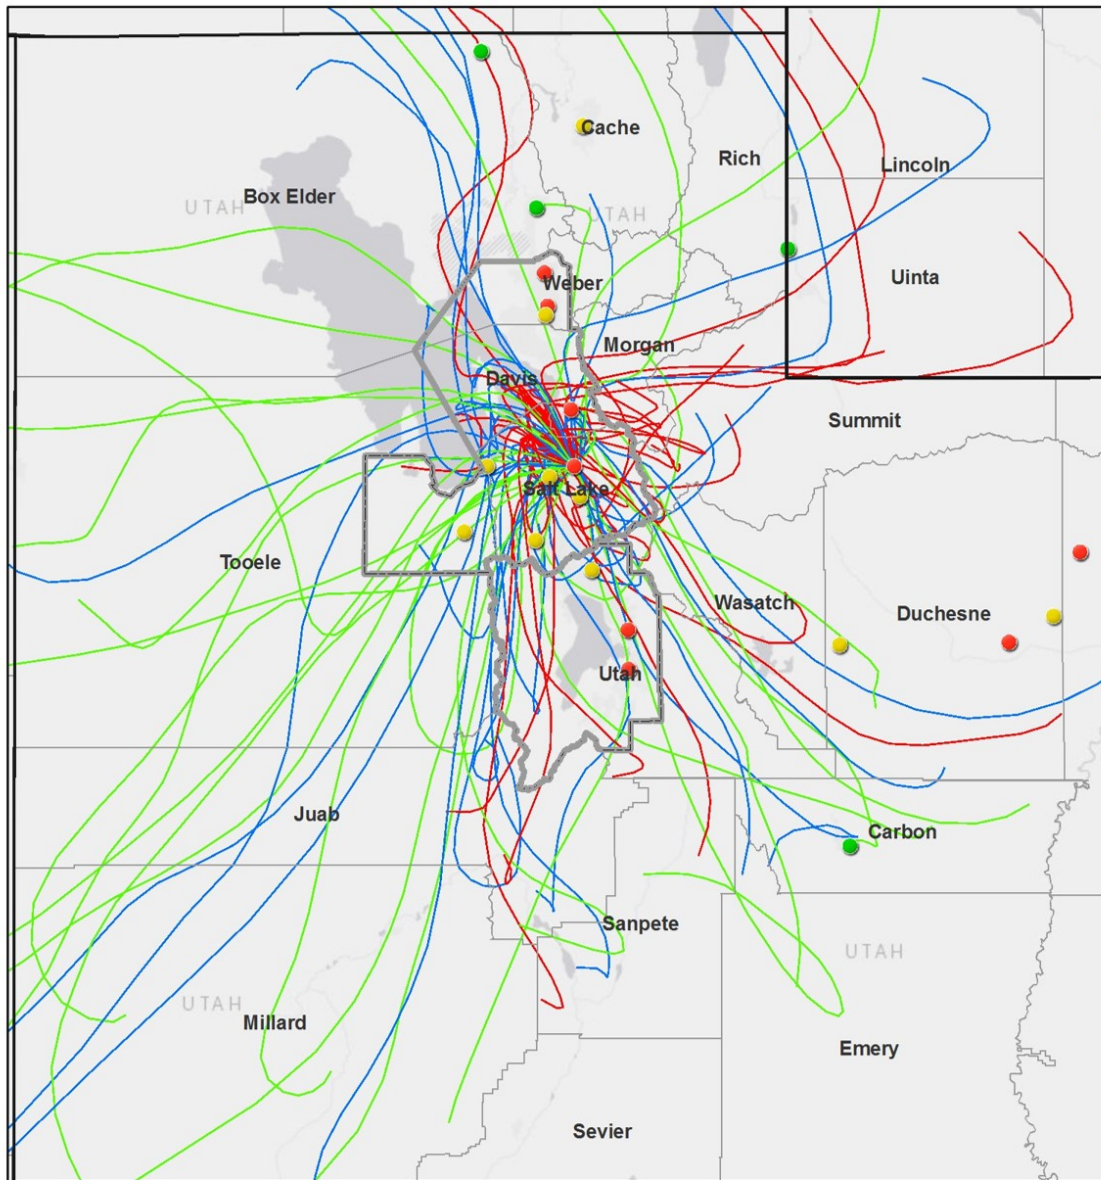 Cache
Rich
Lincoln
Box Elder
UTAH
UTAH
Weber
Uinta
Morgan
Davis
Summit
Salt Lake
Tooele
Wasatch
Duchesne
Utah
Juab
Carbon
Sanpete
UTAH
UTAH
Millard
Emery
Sevier